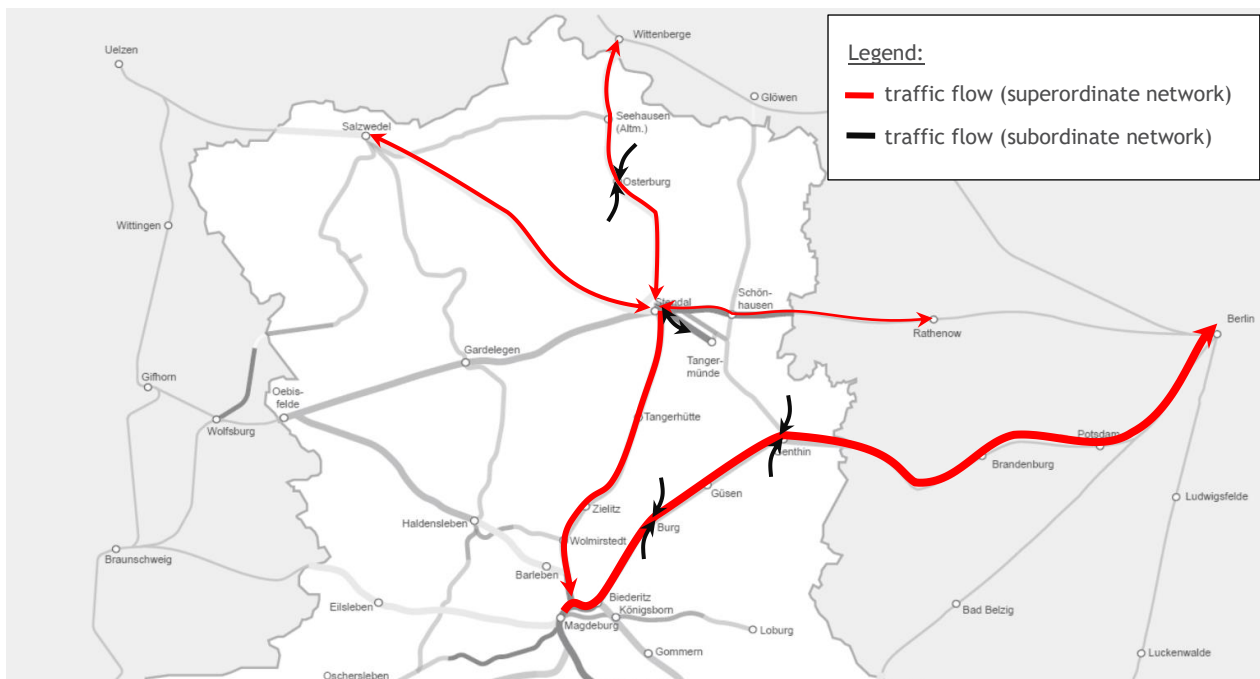 Wittenberge
Uelzen
Legend:
traffic flow (superordinate network)
traffic flow (subordinate network)
Glöwen
Seehausen
(Altm.)
Salzwedel
Osterburg
Wittingen
Stendal
Schön-
hausen
Rathenow
Berlin
Gardelegen
Tanger-
münde
Gifhorn
Oebis-
felde
Wolfsburg
Tangerhütte
Potsdam
Genthin
Brandenburg
Güsen
Ludwigsfelde
Zielitz
Haldensleben
Burg
Wolmirstedt
Braunschweig
Barleben
Eilsleben
Biederitz
Königsborn
Bad Belzig
Magdeburg
Loburg
Gommern
Luckenwalde
Oschersleben